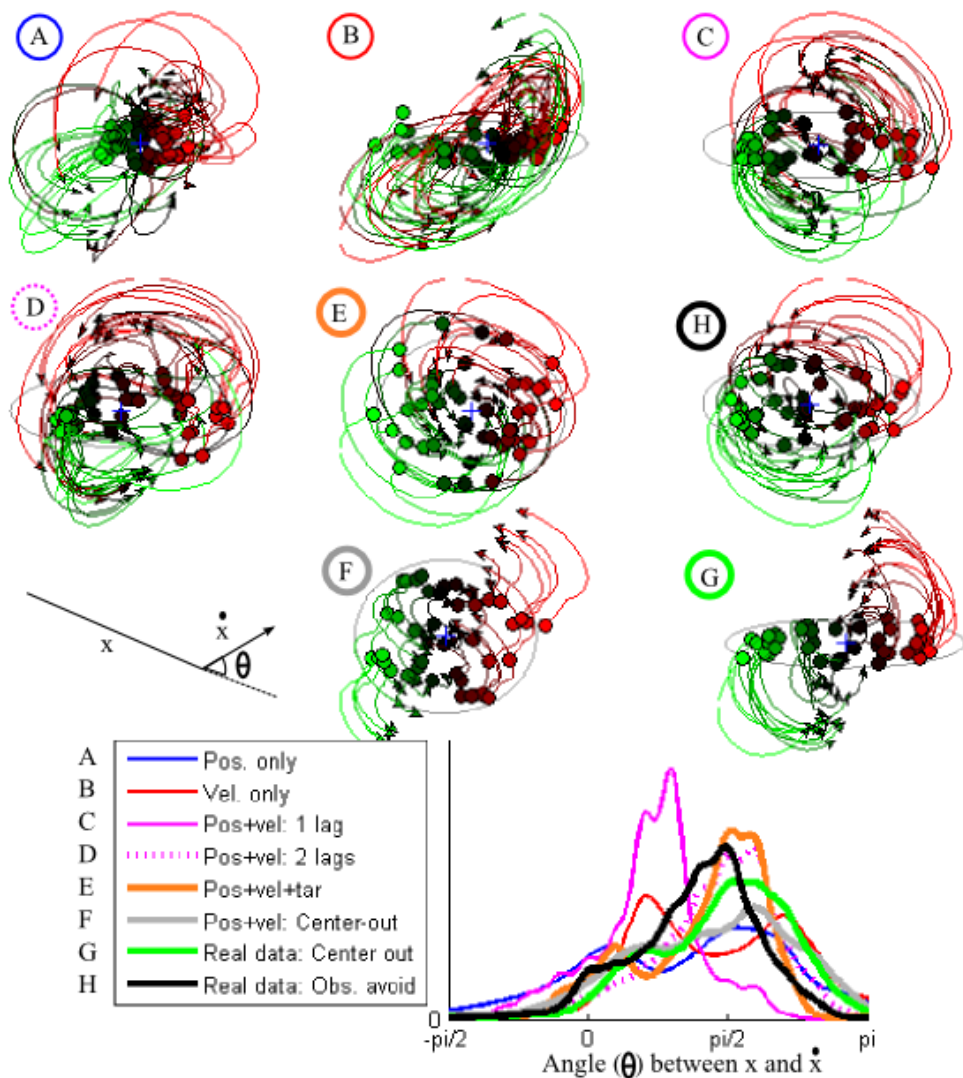 A
B
C
D
E
H
F
G
x
ẋ
θ
A Pos. only
B Vel. only
C Pos+vel: 1 lag
D Pos+vel: 2 lags
E Pos+vel+tar
F Pos+vel: Center-out
G Real data: Center out
H Real data: Obs. avoid
0
-pi/2 0 pi/2 pi
Angle (θ) between x and ẋ